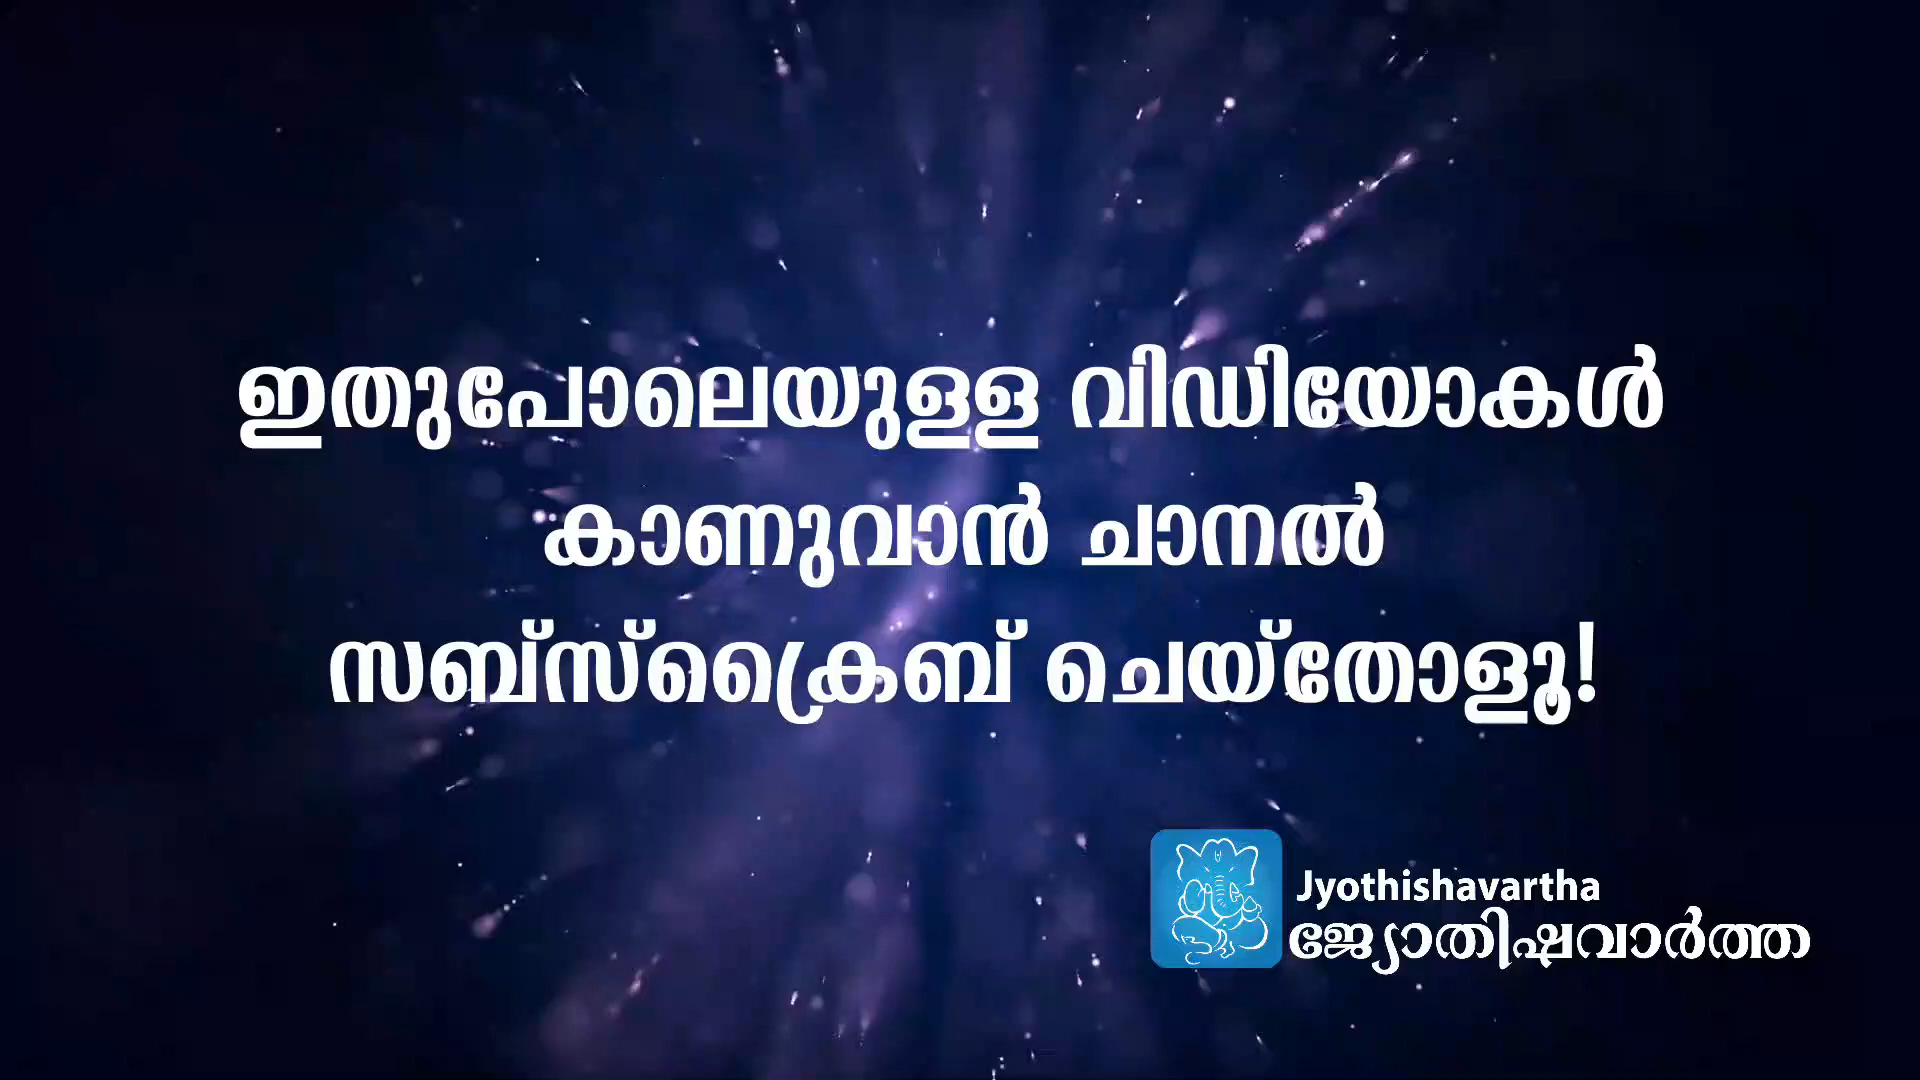 ഇതുപോലെയുള്ള വിഡിയോകൾ
കാണുവാൻ ചാനൽ
സബ്സ്ക്രൈബ് ചെയ്തോളൂ!
Jyothishavartha
ജ്യോതിഷവാർത്ത